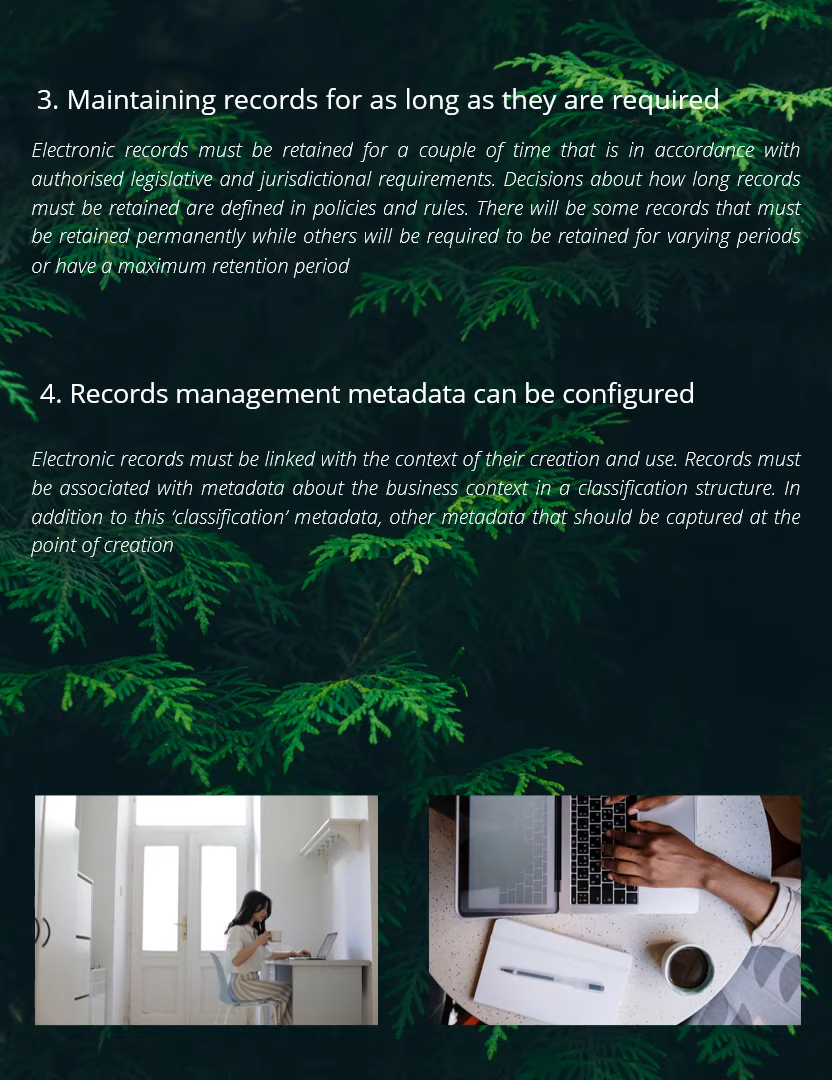 3. Maintaining records for as long as they are required
Electronic records must be retained for a couple of time that is in accordance with
authorised legislative and jurisdictional requirements. Decisions about how long records
must be retained are defined in policies and rules. There will be some records that must
be retained permanently while others will be required to be retained for varying periods
or have a maximum retention period
4. Records management metadata can be configured
Electronic records must be linked with the context of their creation and use. Records must
be associated with metadata about the business context in a classification structure. In
addition to this ‘classification’ metadata, other metadata that should be captured at the
point of creation